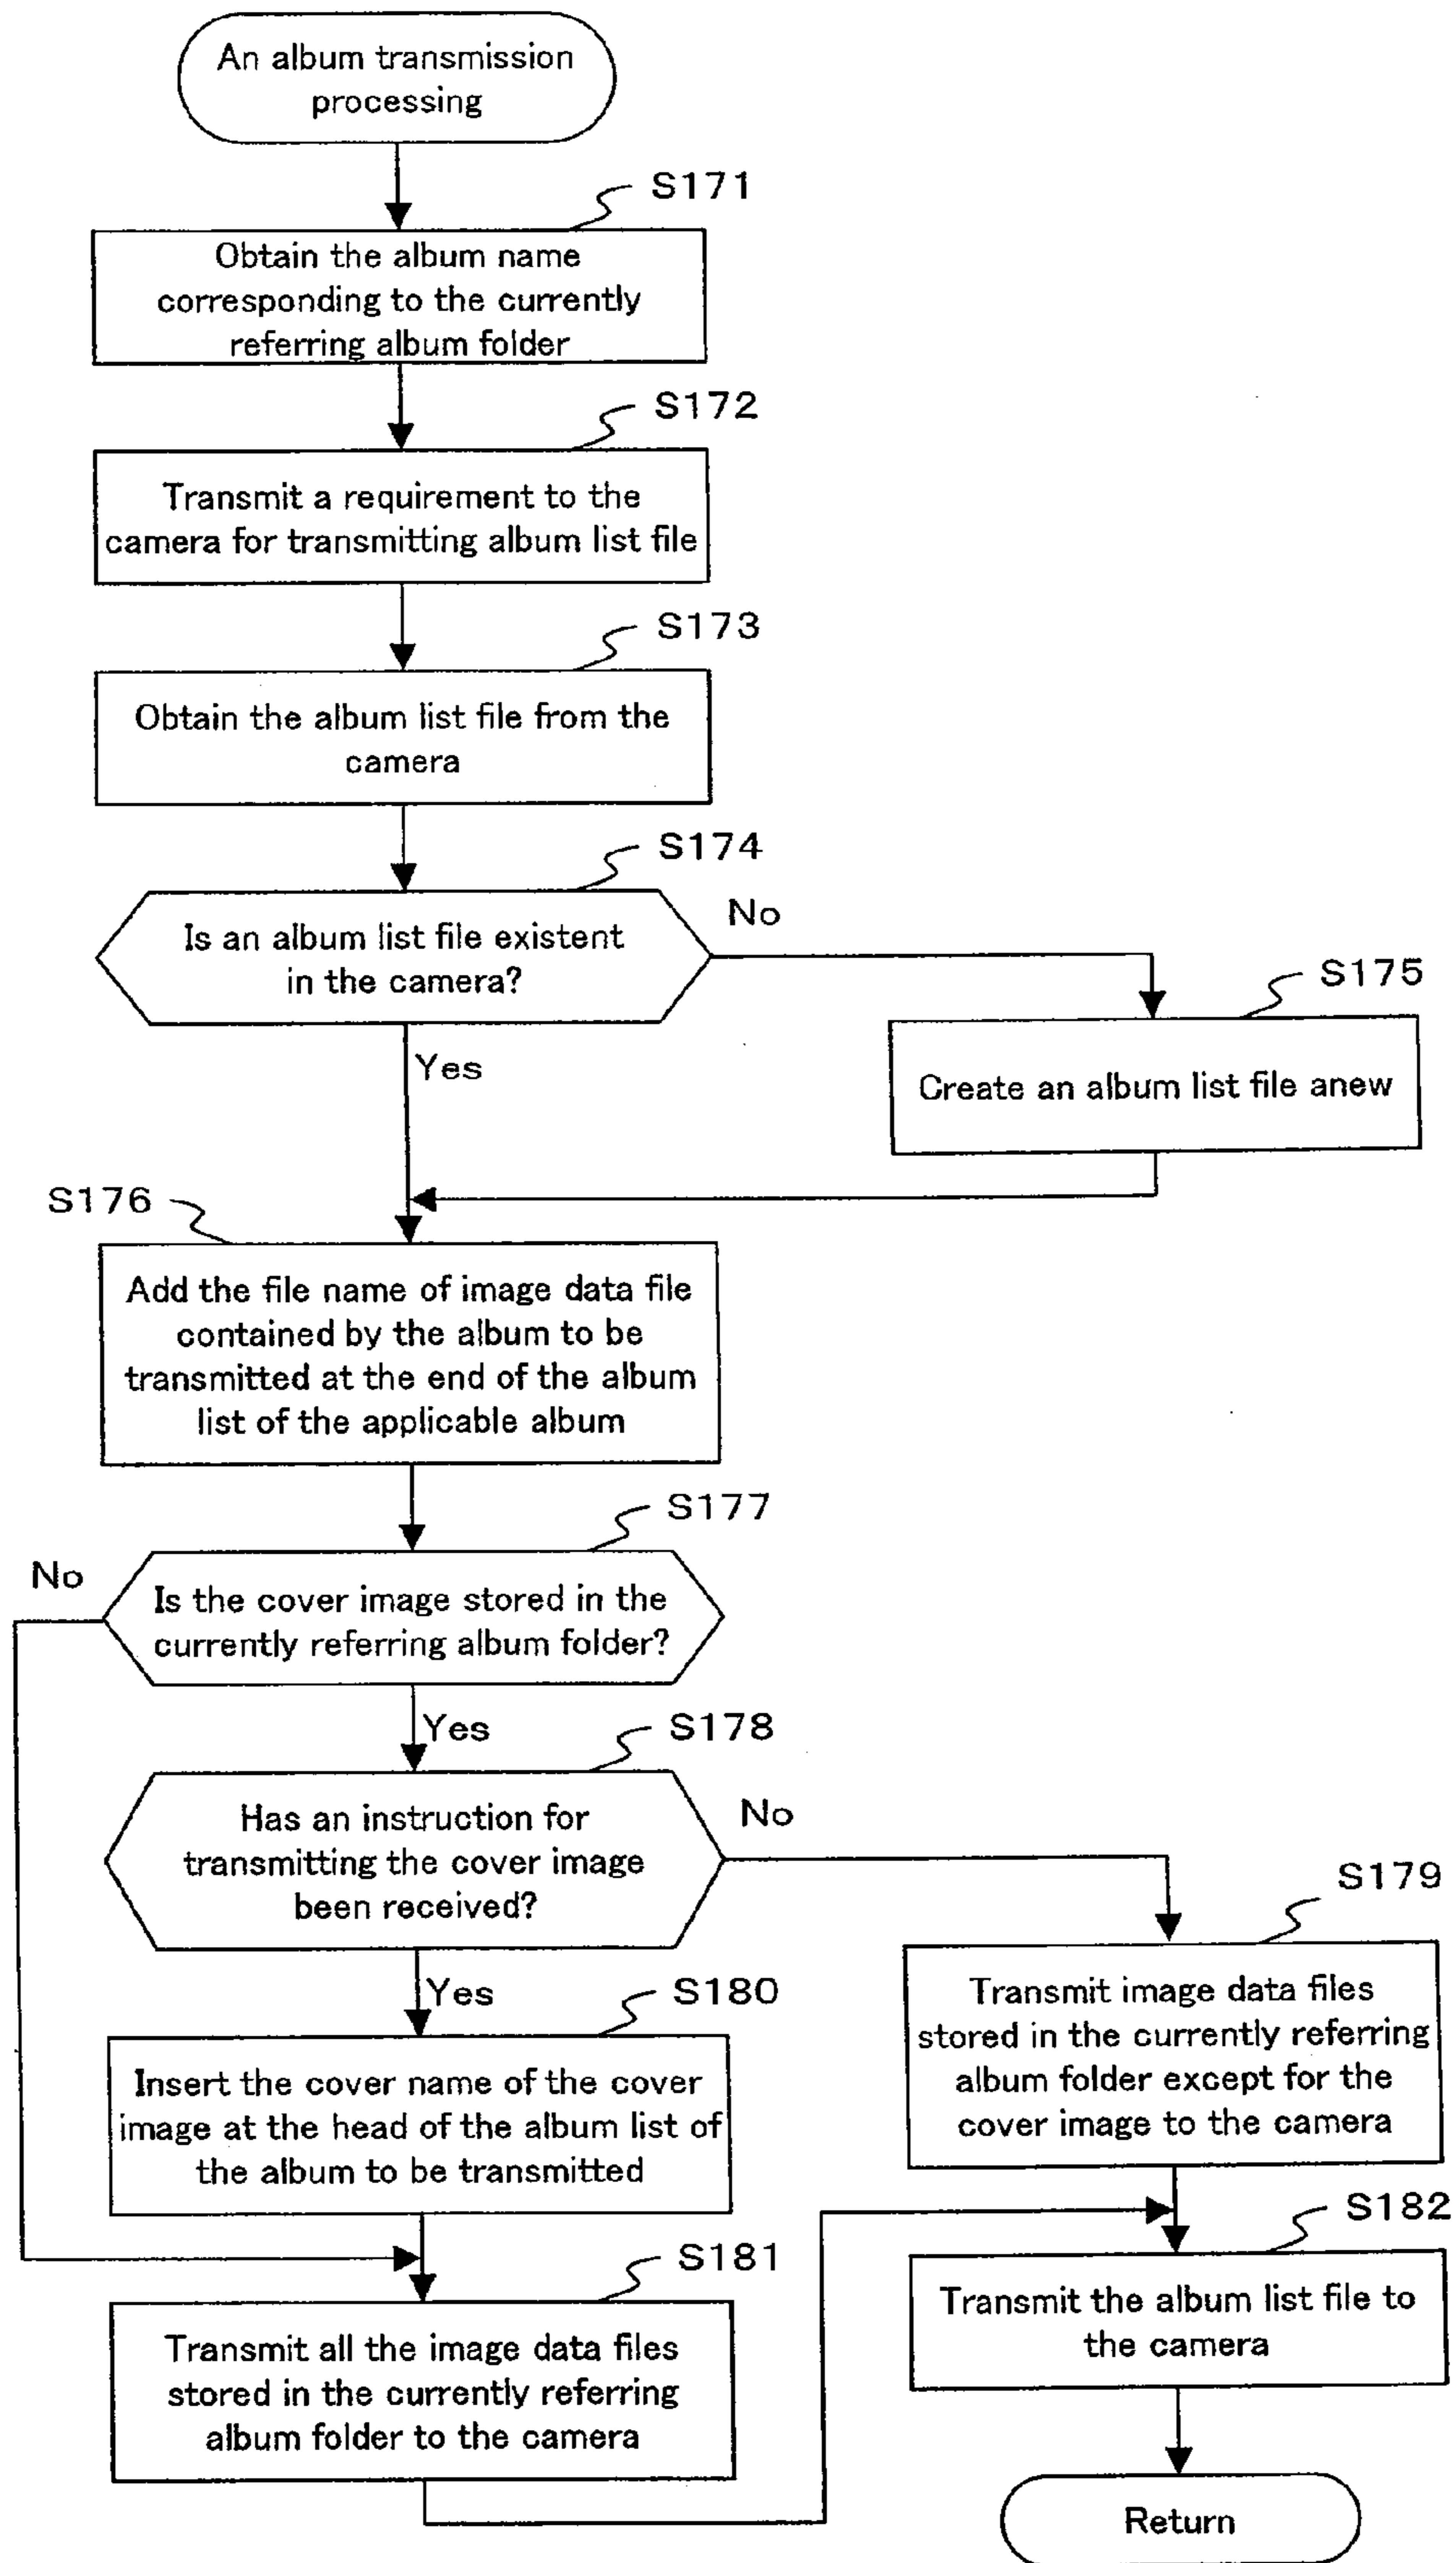 An album transmission
processing
S171
Obtain the album name
corresponding to the currently
referring album folder
S172
Transmit a requirement to the
camera for transmitting album list file
S173
Obtain the album list file from the
camera
S174
Is an album list file existent
in the camera?
No
Yes
S175
Create an album list file anew
S176
Add the file name of image data file
contained by the album to be
transmitted at the end of the album
list of the applicable album
S177
No
Is the cover image stored in the
currently referring album folder?
Yes
S178
Has an instruction for
transmitting the cover image
been received?
No
Yes
S179
Transmit image data files
stored in the currently referring
album folder except for the
cover image to the camera
S180
Insert the cover name of the cover
image at the head of the album list of
the album to be transmitted
S181
Transmit all the image data files
stored in the currently referring
album folder to the camera
S182
Transmit the album list file to
the camera
Return